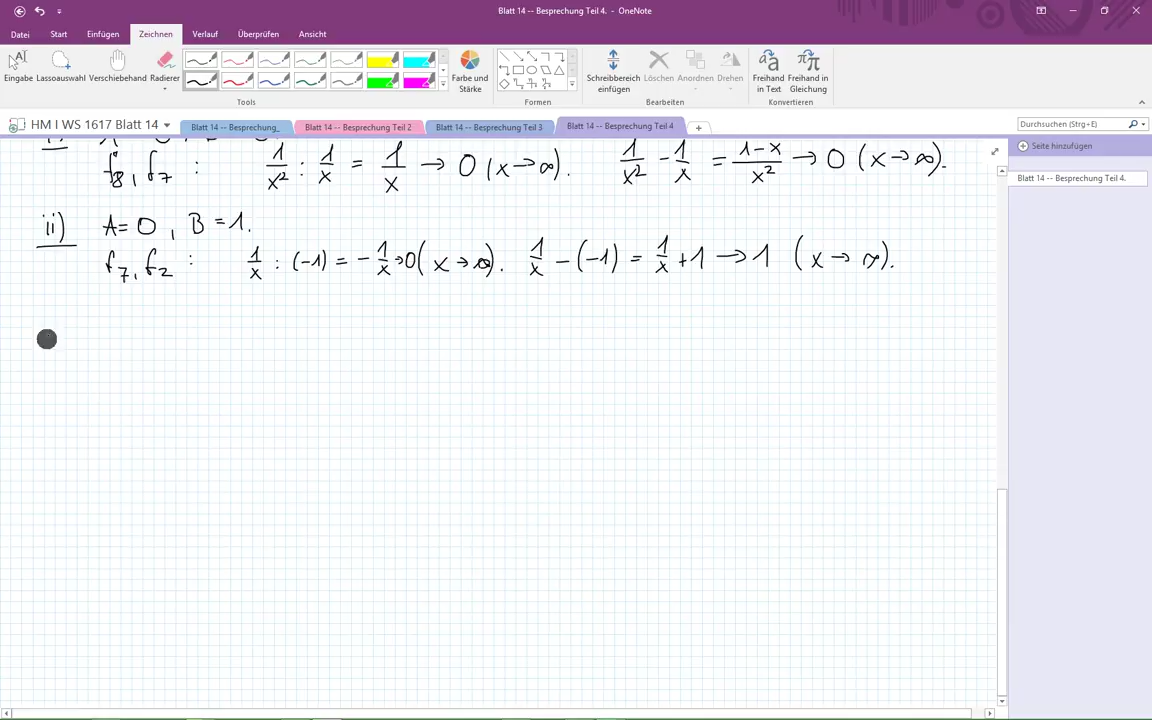 Blatt 14 -- Besprechung Teil 4. - OneNote
Datei Start Einfügen Zeichnen Verlauf Überprüfen Ansicht
Eingabe Lassoauswahl Verschiebehand Radierer
Farbe und Stärke
Schreibbereich einfügen
Löschen Anordnen Drehen
Freihand in Text
Freihand in Gleichung
Tools Formen Bearbeiten Konvertieren
HM I WS 1617 Blatt 14
Blatt 14 -- Besprechung_
Blatt 14 -- Besprechung Teil 2
Blatt 14 -- Besprechung Teil 3
Blatt 14 -- Besprechung Teil 4
Durchsuchen (Strg+E)
Seite hinzufügen
Blatt 14 -- Besprechung Teil 4.
f8, f7 : 1/x² : 1/x = 1/x → 0 (x→∞). 1/x² - 1/x = (1-x)/x² → 0 (x→∞).
ii) A = 0, B = 1.
f7, f2 : 1/x : (-1) = -1/x → 0 (x→∞). 1/x - (-1) = 1/x + 1 → 1 (x→∞).